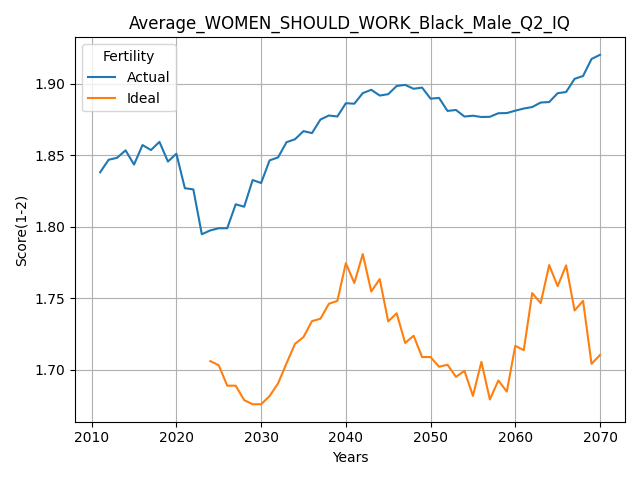 Average_WOMEN_SHOULD_WORK_Black_Male_Q2_IQ
Fertility
Actual
Ideal
Score(1-2)
1.90
1.85
1.80
1.75
1.70
2010 2020 2030 2040 2050 2060 2070
Years